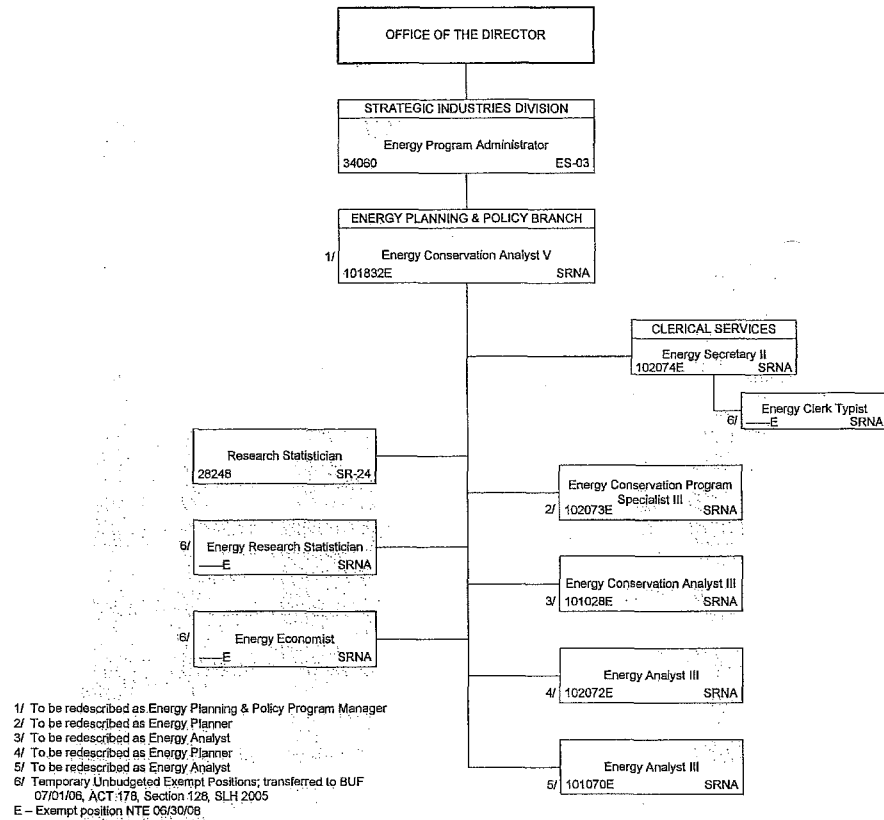 OFFICE OF THE DIRECTOR
STRATEGIC INDUSTRIES DIVISION
Energy Program Administrator
34060 ES-03
ENERGY PLANNING & POLICY BRANCH
1/ Energy Conservation Analyst V
101832E SRNA
CLERICAL SERVICES
Energy Secretary II
102074E SRNA
Energy Clerk Typist
6/ ——E SRNA
Research Statistician
28248 SR-24
Energy Conservation Program
Specialist III
2/ 102073E SRNA
6/ Energy Research Statistician
——E SRNA
Energy Conservation Analyst III
3/ 101028E SRNA
6/ Energy Economist
——E SRNA
Energy Analyst III
4/ 102072E SRNA
Energy Analyst III
5/ 101070E SRNA
1/ To be redescribed as Energy Planning & Policy Program Manager
2/ To be redescribed as Energy Planner
3/ To be redescribed as Energy Analyst
4/ To be redescribed as Energy Planner
5/ To be redescribed as Energy Analyst
6/ Temporary Unbudgeted Exempt Positions; transferred to BUF
07/01/06, ACT 178, Section 128, SLH 2005
E – Exempt position NTE 06/30/08